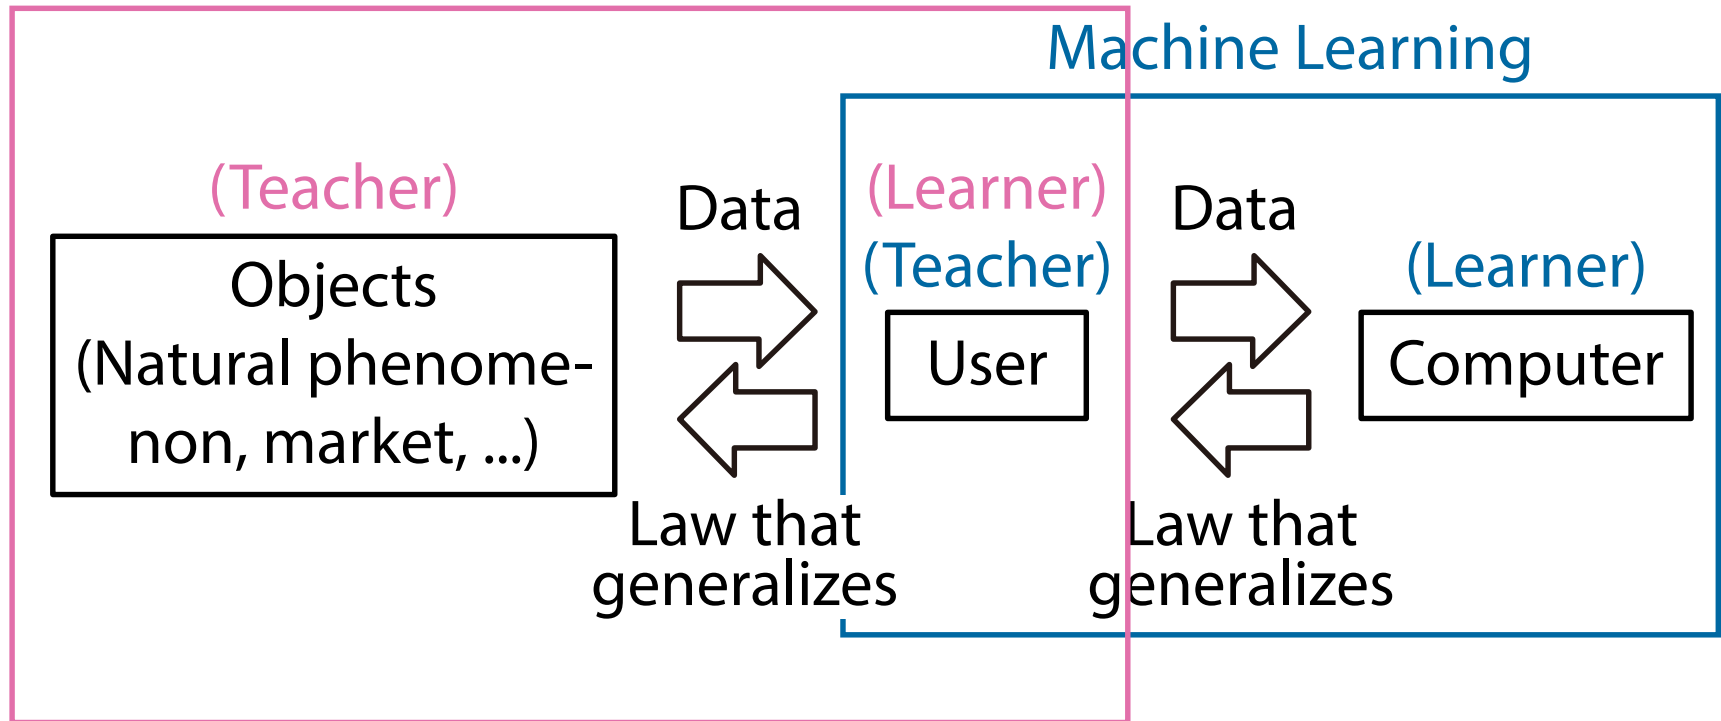 Machine Learning
(Teacher)
Objects
(Natural phenome-
non, market, ...)
Data
Law that
generalizes
(Learner)
(Teacher)
User
Data
Law that
generalizes
(Learner)
Computer